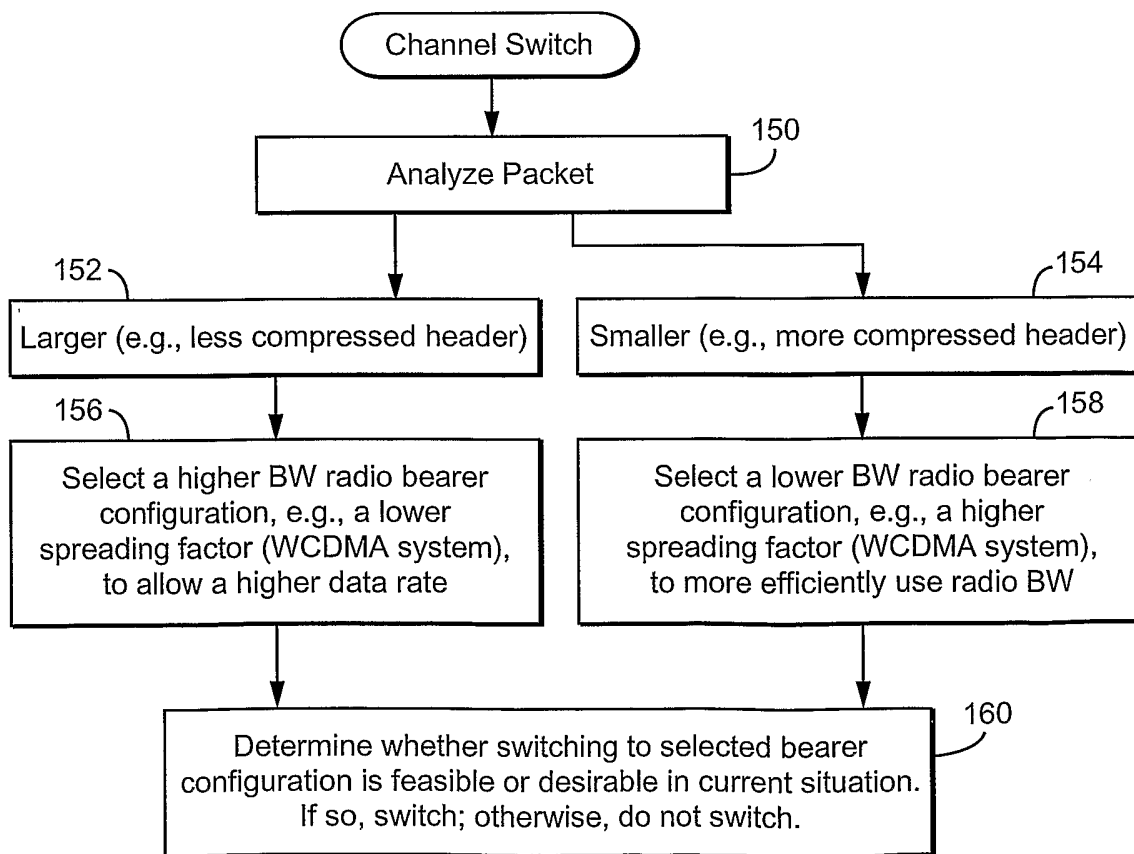 Channel Switch
150
Analyze Packet
152
154
Larger (e.g., less compressed header)
Smaller (e.g., more compressed header)
156
158
Select a higher BW radio bearer
configuration, e.g., a lower
spreading factor (WCDMA system),
to allow a higher data rate
Select a lower BW radio bearer
configuration, e.g., a higher
spreading factor (WCDMA system),
to more efficiently use radio BW
160
Determine whether switching to selected bearer
configuration is feasible or desirable in current situation.
If so, switch; otherwise, do not switch.